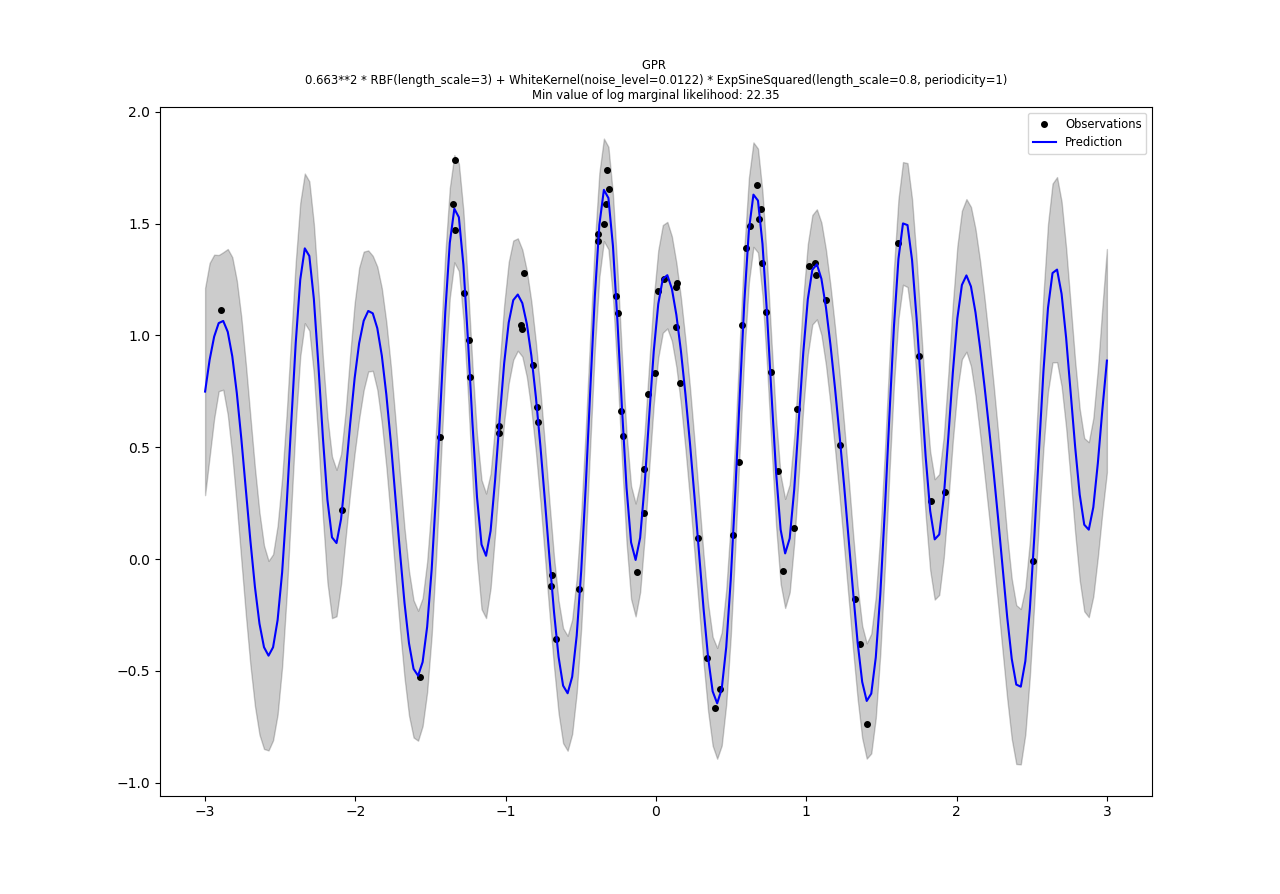 GPR
0.663**2 * RBF(length_scale=3) + WhiteKernel(noise_level=0.0122) * ExpSineSquared(length_scale=0.8, periodicity=1)
Min value of log marginal likelihood: 22.35
Observations
Prediction
2.0
1.5
1.0
0.5
0.0
−0.5
−1.0
−3 −2 −1 0 1 2 3